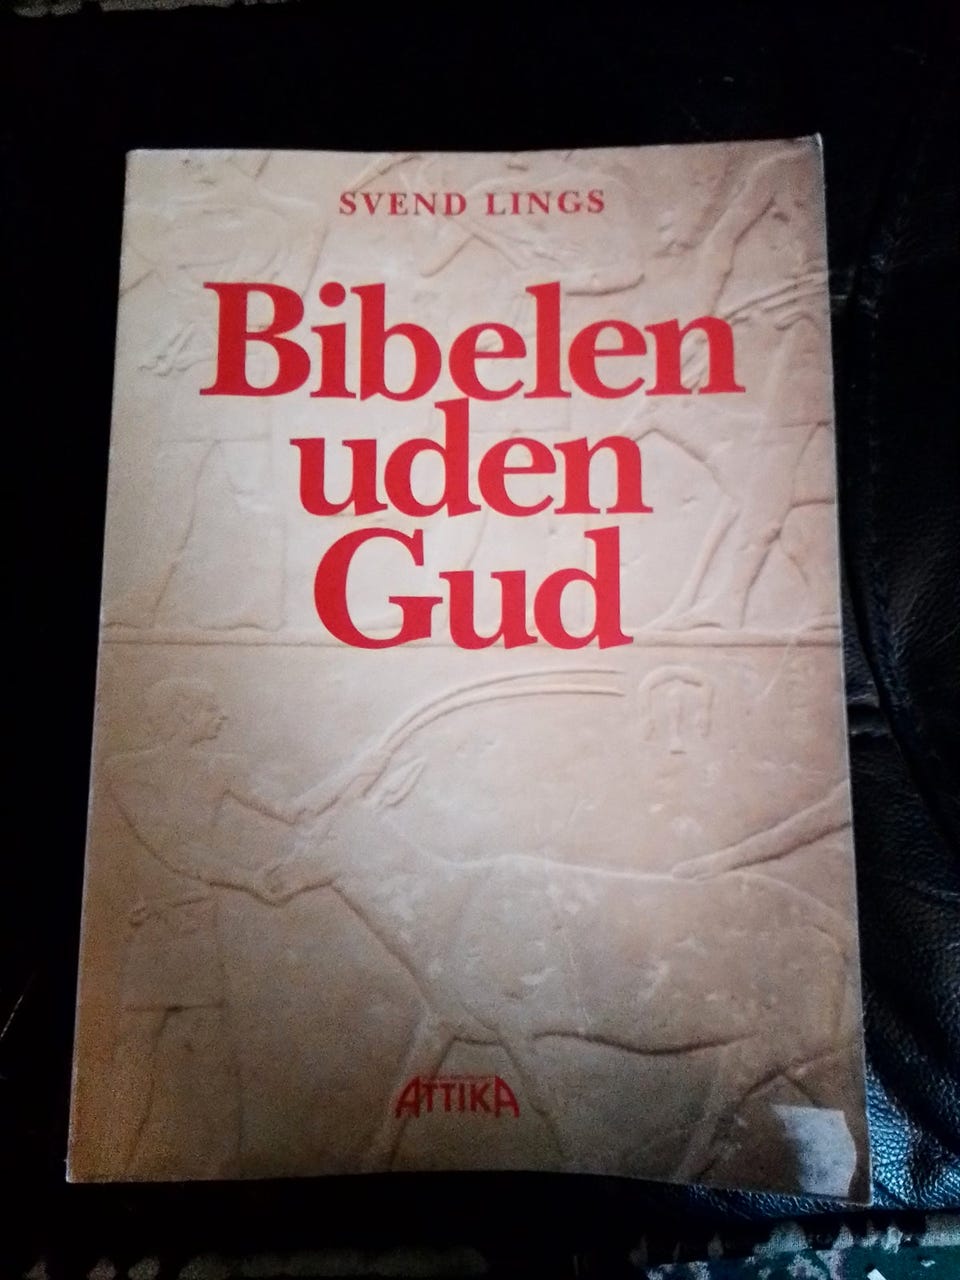 SVEND LINGS
Bibelen
uden
Gud
ATTIKA